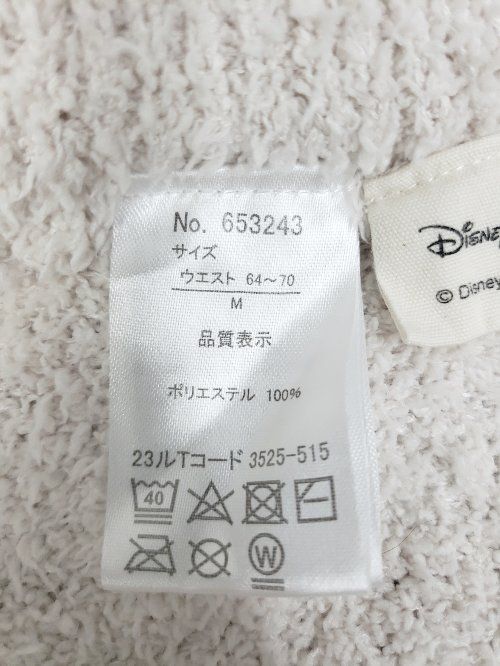 No. 653243
サイズ
ウエスト 64~70
M
品質表示
ポリエステル 100%
23ルTコード 3525-515
40
W
DISNEY
© Disney